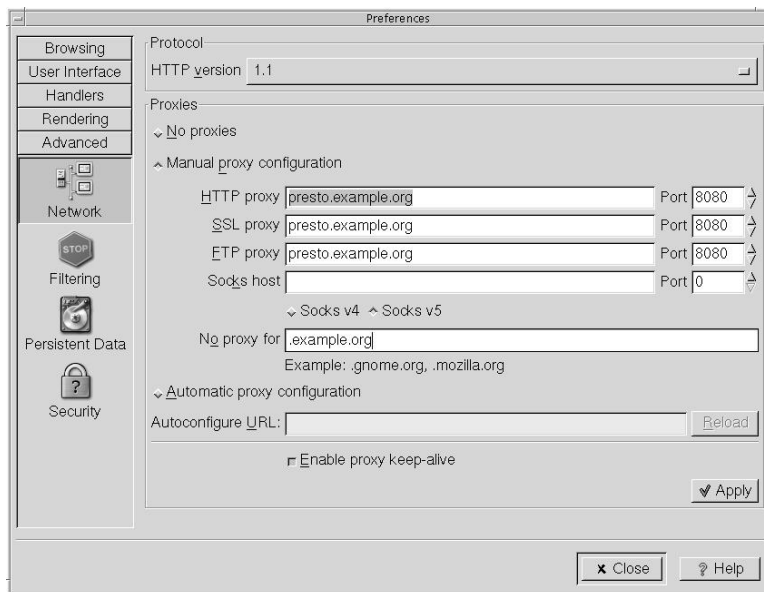 Preferences
Browsing
User Interface
Handlers
Rendering
Advanced
Network
STOP
Filtering
Persistent Data
?
Security
Protocol
HTTP version 1.1
Proxies
No proxies
Manual proxy configuration
HTTP proxy presto.example.org Port 8080
SSL proxy presto.example.org Port 8080
FTP proxy presto.example.org Port 8080
Socks host Port 0
Socks v4 Socks v5
No proxy for .example.org
Example: .gnome.org, .mozilla.org
Automatic proxy configuration
Autoconfigure URL: Reload
Enable proxy keep-alive
Apply
Close ? Help